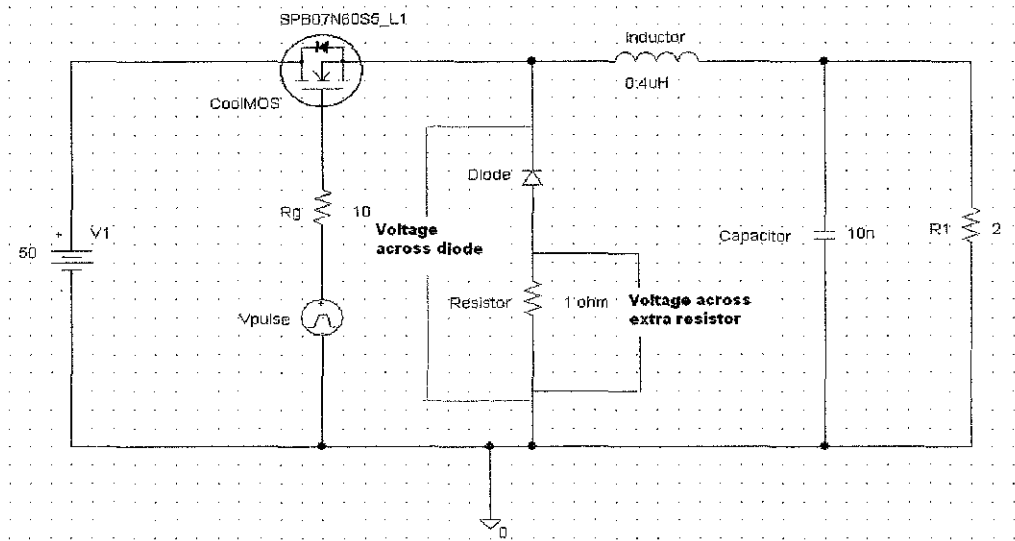 SPB07N60S5_L1
Inductor
0.4uH
CoolMOS
Diode
Rg
10
Voltage
across diode
+
V1
50
Capacitor
10n
R1
2
Resistor
1 ohm
Voltage across
extra resistor
Vpulse
+
0